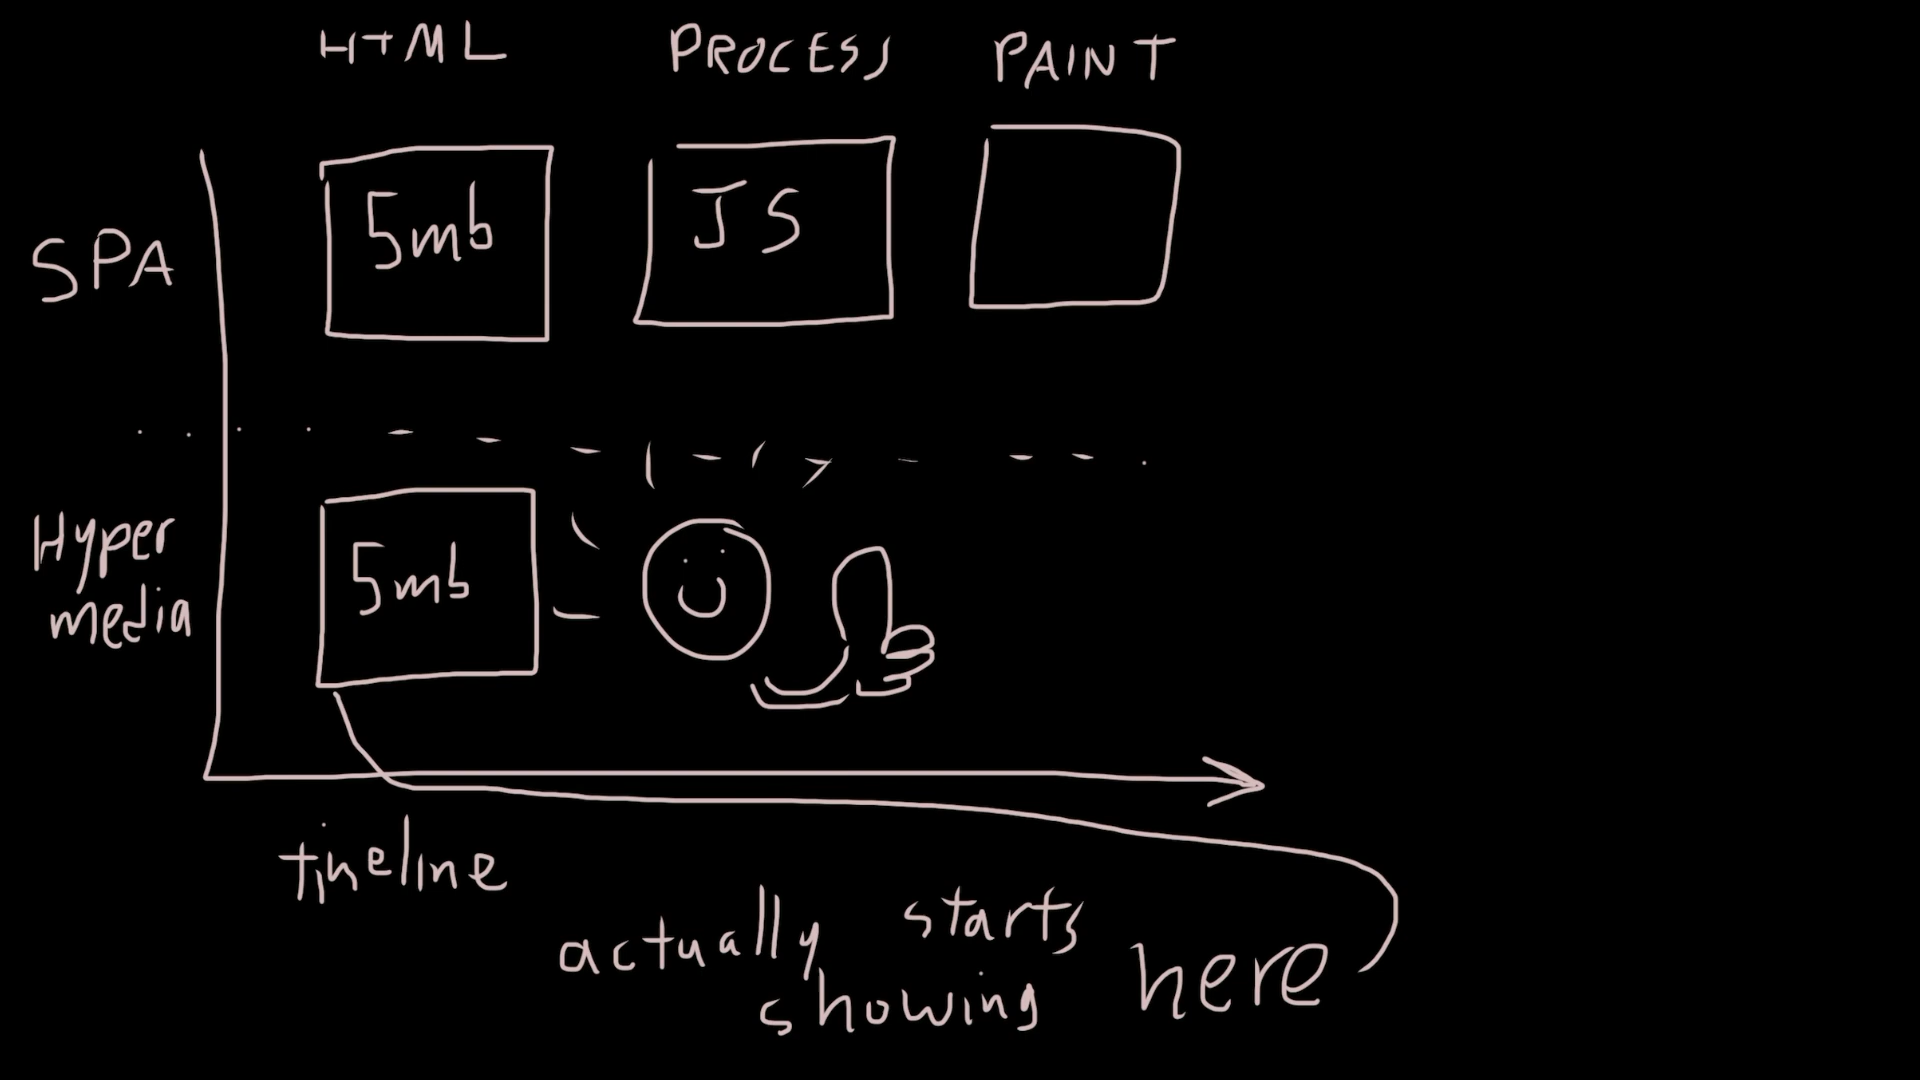 HTML PROCESS PAINT
SPA 5mb JS
Hyper
media
5mb
timeline
actually starts
showing here